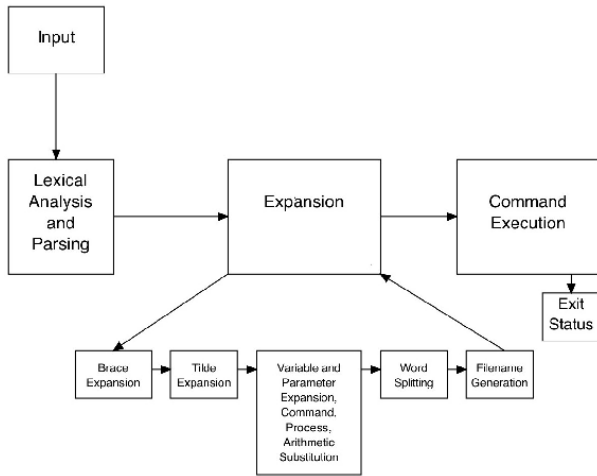 Input
Lexical
Analysis
and
Parsing
Expansion
Command
Execution
Exit
Status
Brace
Expansion
Tilde
Expansion
Variable and
Parameter
Expansion,
Command,
Process,
Arithmetic
Substitution
Word
Splitting
Filename
Generation